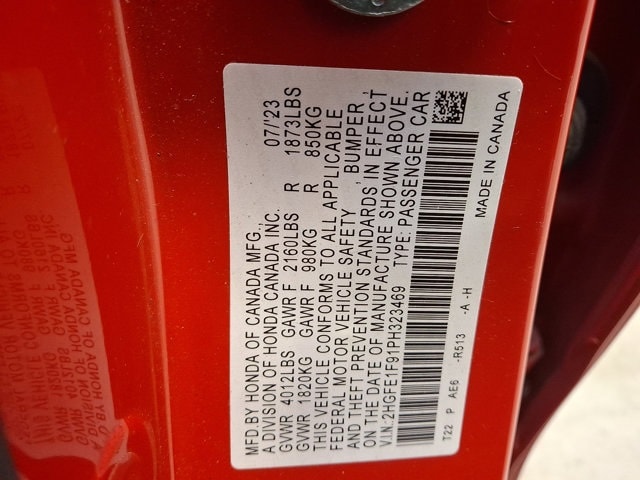 MFD.BY HONDA OF CANADA MFG., 07/'23
A DIVISION OF HONDA CANADA INC.
GVWR 4012LBS GAWR F 2160LBS R 1873LBS
GVWR 1820KG GAWR F 980KG R 850KG
THIS VEHICLE CONFORMS TO ALL APPLICABLE
FEDERAL MOTOR VEHICLE SAFETY, BUMPER,
AND THEFT PREVENTION STANDARDS IN EFFECT
ON THE DATE OF MANUFACTURE SHOWN ABOVE.
V.I.N.:2HGFE1F91PH323469 TYPE: PASSENGER CAR
T22 P AE6 -R513 -A -H
MADE IN CANADA